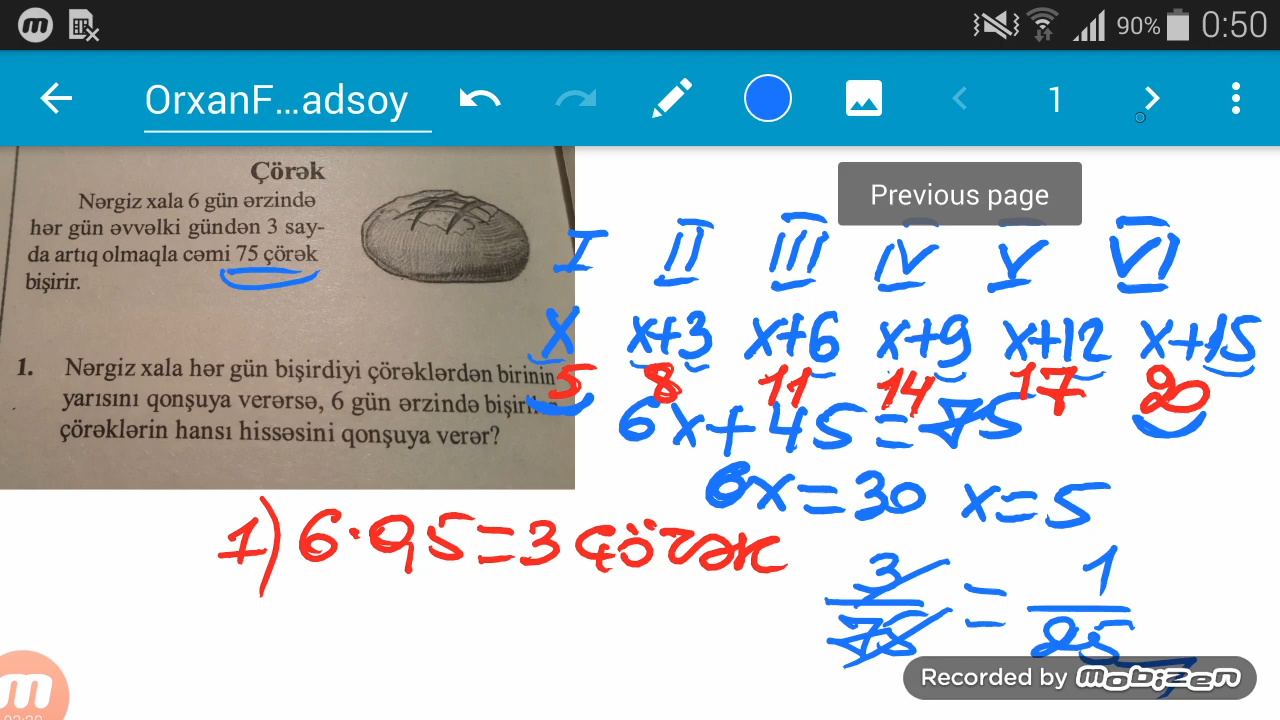 90% 0:50
OrxanF...adsoy 1
Previous page
Çörək
Nərgiz xala 6 gün ərzində
hər gün əvvəlki gündən 3 say-
da artıq olmaqla cəmi 75 çörək
bişirir.
I II III IV V VI
x x+3 x+6 x+9 x+12 x+15
5 8 11 14 17 20
6x+45=75
6x=30 x=5
1. Nərgiz xala hər gün bişirdiyi çörəklərdən birinin
yarısını qonşuya verərsə, 6 gün ərzində
çörəklərin hansı hissəsini qonşuya verər?
1) 6·0,5=3 çörək
3/75 = 1/25
Recorded by mobizen